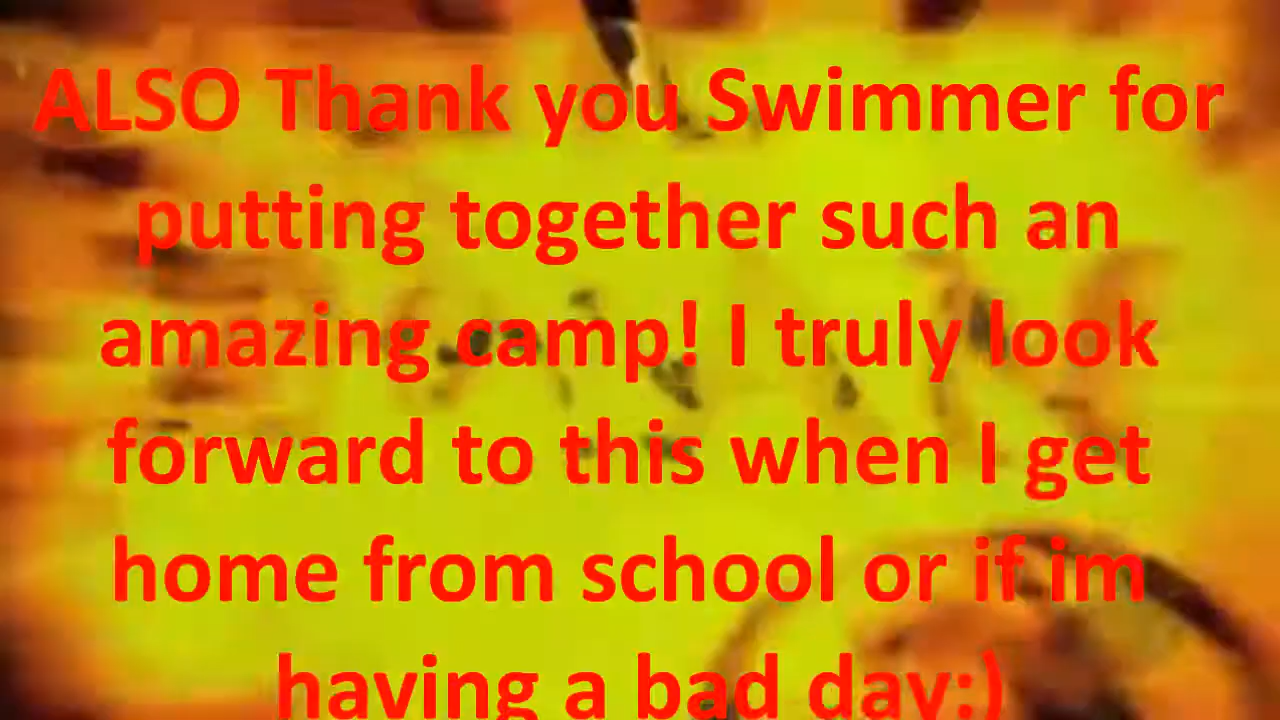 ALSO Thank you Swimmer for
putting together such an
amazing camp! I truly look
forward to this when I get
home from school or if im
having a bad day:)